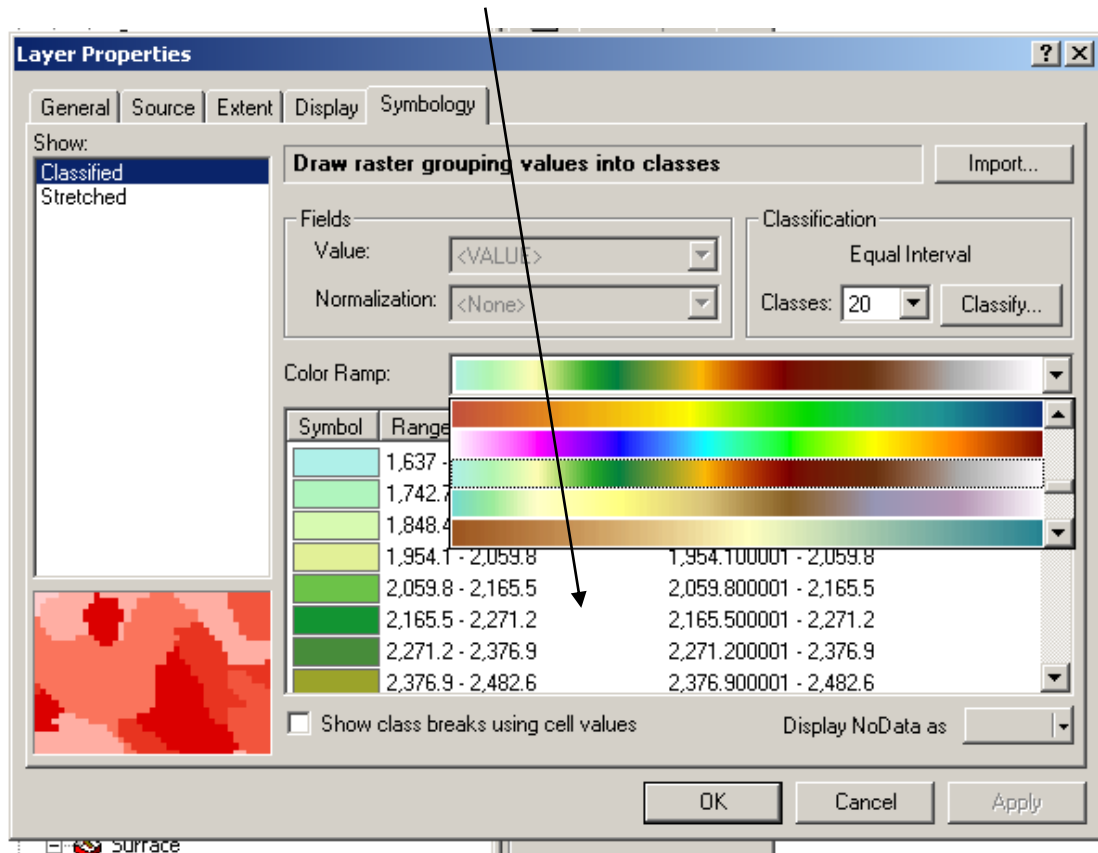 Layer Properties
General Source Extent Display Symbology
Show:
Classified
Stretched
Draw raster grouping values into classes
Import...
Fields
Value: <VALUE>
Normalization: <None>
Classification
Equal Interval
Classes: 20 Classify...
Color Ramp:
Symbol Range
1,637 -
1,742.7
1,848.4
1,954.1 - 2,059.8 1,954.100001 - 2,059.8
2,059.8 - 2,165.5 2,059.800001 - 2,165.5
2,165.5 - 2,271.2 2,165.500001 - 2,271.2
2,271.2 - 2,376.9 2,271.200001 - 2,376.9
2,376.9 - 2,482.6 2,376.900001 - 2,482.6
Show class breaks using cell values
Display NoData as
OK Cancel Apply
Surface